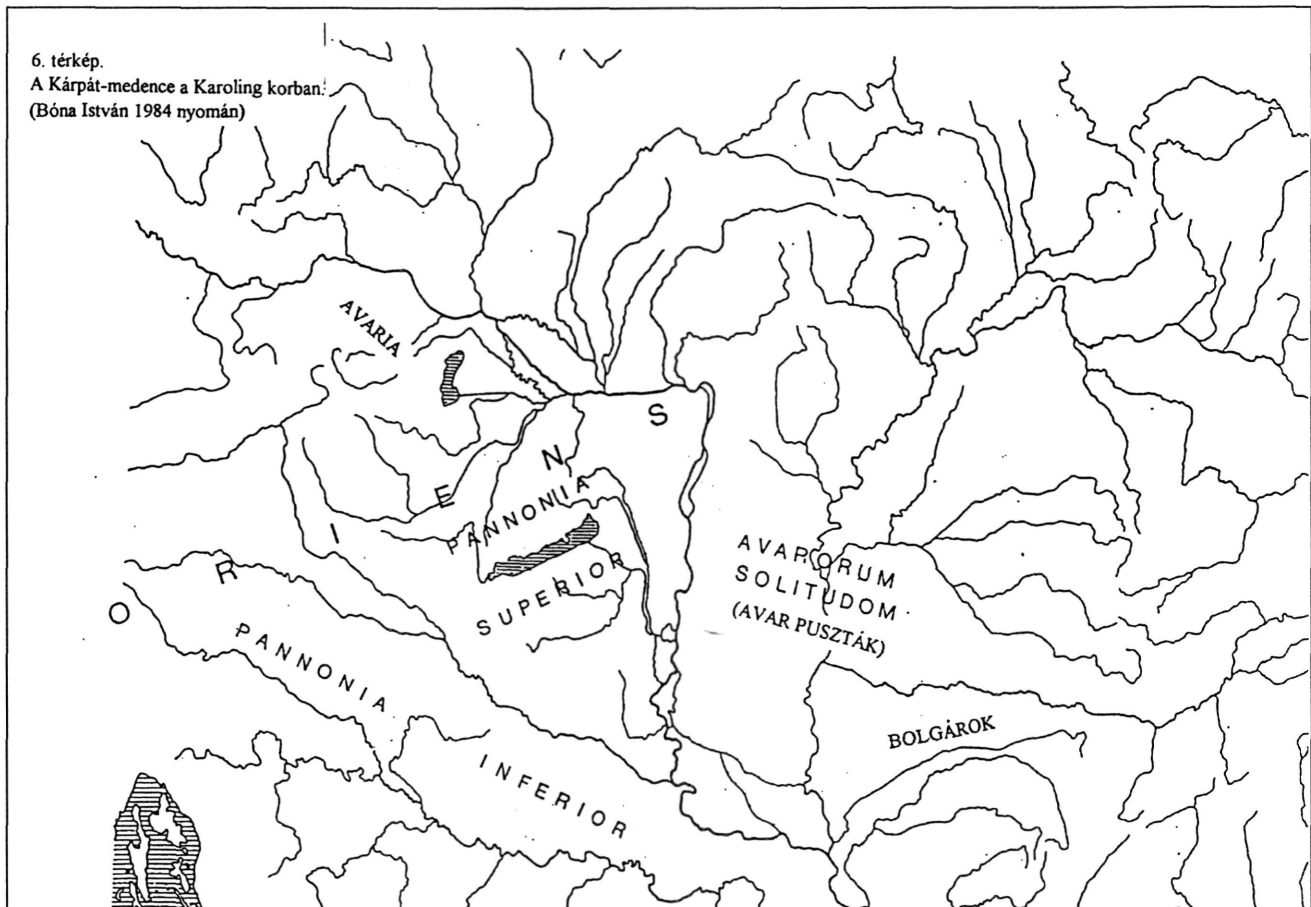 6. térkép.
A Kárpát-medence a Karoling korban.
(Bóna István 1984 nyomán)
AVARIA
ORIENS
PANNONIA
SUPERIOR
AVARORUM
SOLITUDOM
(AVAR PUSZTÁK)
PANNONIA
INFERIOR
BOLGÁROK